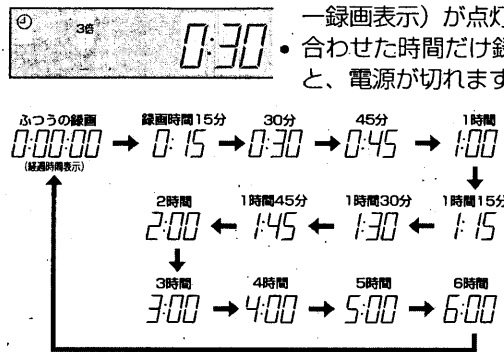 3倍 0:30
ー録画表示）が点灯
• 合わせた時間だけ録
と、電源が切れます
ふつうの録画 録画時間15分 30分 45分 1時間
0:00:00 → 0:15 → 0:30 → 0:45 → 1:00
(経過時間表示)
2時間 1時間45分 1時間30分 1時間15分
2:00 ← 1:45 ← 1:30 ← 1:15
3時間 4時間 5時間 6時間
3:00 → 4:00 → 5:00 → 6:00